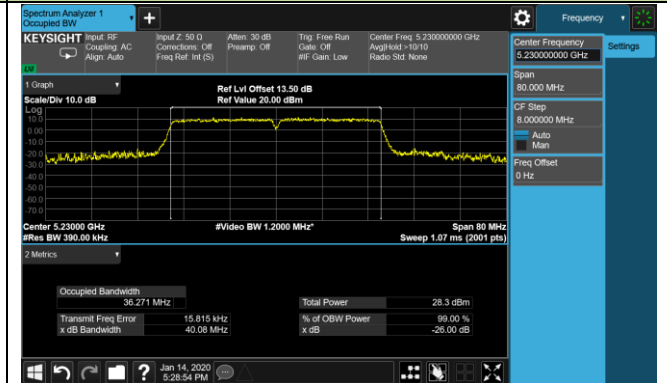 Spectrum Analyzer 1
Occupied BW
+
Frequency
KEYSIGHT
Input: RF
Coupling: AC
Align: Auto
Input Z: 50 Ω
Corrections: Off
Freq Ref: Int (S)
Atten: 30 dB
Preamp: Off
Trig: Free Run
Gate: Off
#IF Gain: Low
Center Freq: 5.230000000 GHz
Avg|Hold:>10/10
Radio Std: None
Center Frequency
5.230000000 GHz
Settings
Span
80.000 MHz
CF Step
8.000000 MHz
Auto
Man
Freq Offset
0 Hz
1 Graph
Scale/Div 10.0 dB
Ref Lvl Offset 13.50 dB
Ref Value 20.00 dBm
Log
10.0
0.00
-10.0
-20.0
-30.0
-40.0
-50.0
-60.0
-70.0
Center 5.23000 GHz
#Video BW 1.2000 MHz*
Span 80 MHz
#Res BW 390.00 kHz
Sweep 1.07 ms (2001 pts)
2 Metrics
Occupied Bandwidth
36.271 MHz
Total Power 28.3 dBm
Transmit Freq Error 15.815 kHz
% of OBW Power 99.00 %
x dB Bandwidth 40.08 MHz
x dB -26.00 dB
?
Jan 14, 2020
5:28:54 PM